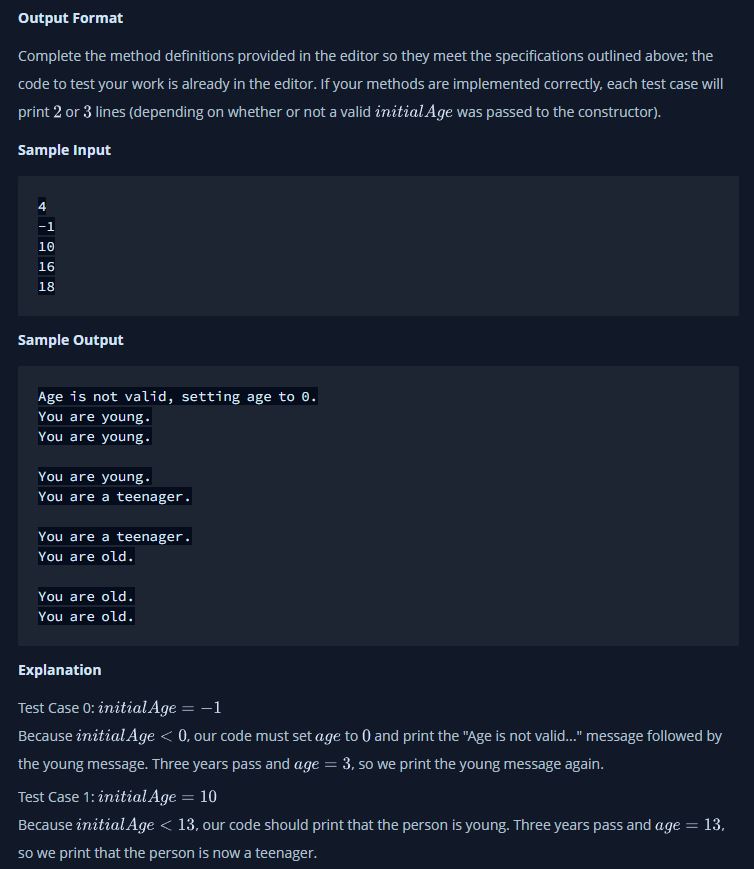 Output Format
Complete the method definitions provided in the editor so they meet the specifications outlined above; the
code to test your work is already in the editor. If your methods are implemented correctly, each test case will
print 2 or 3 lines (depending on whether or not a valid initialAge was passed to the constructor).
Sample Input
4
-1
10
16
18
Sample Output
Age is not valid, setting age to 0.
You are young.
You are young.
You are young.
You are a teenager.
You are a teenager.
You are old.
You are old.
You are old.
Explanation
Test Case 0: initialAge = −1
Because initialAge < 0, our code must set age to 0 and print the "Age is not valid..." message followed by
the young message. Three years pass and age = 3, so we print the young message again.
Test Case 1: initialAge = 10
Because initialAge < 13, our code should print that the person is young. Three years pass and age = 13,
so we print that the person is now a teenager.